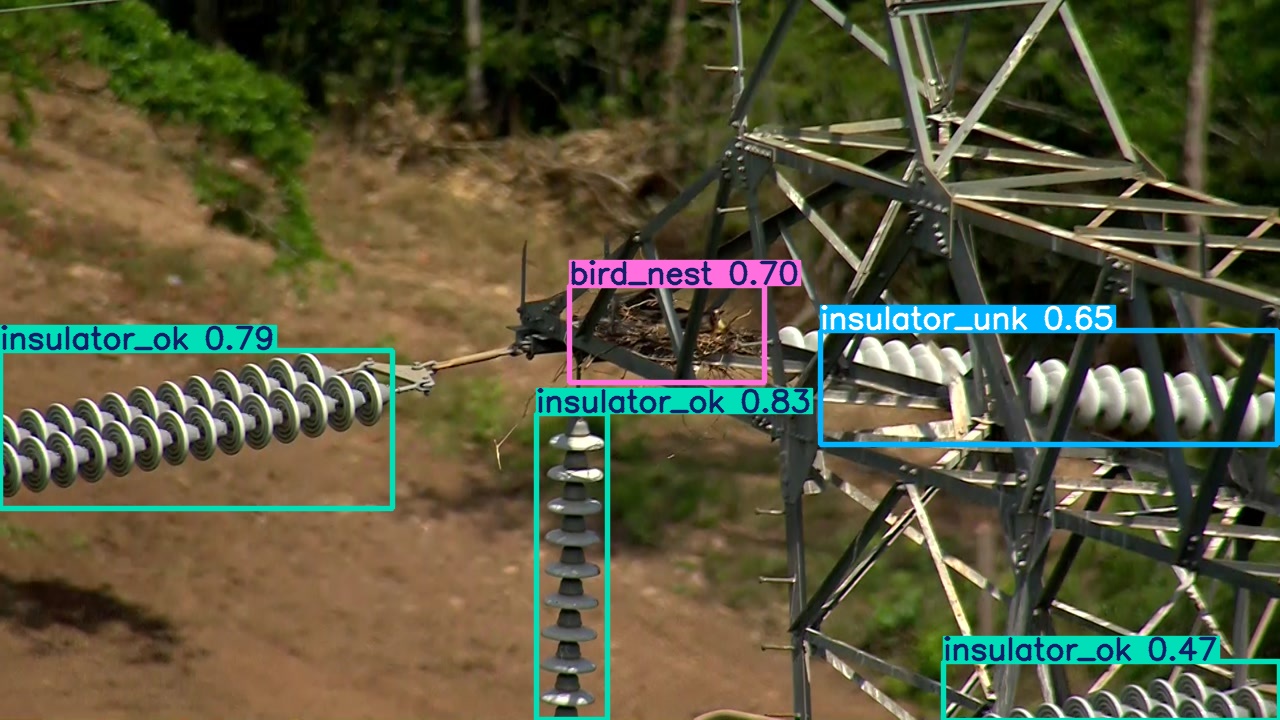 bird_nest 0.70
insulator_unk 0.65
insulator_ok 0.79
insulator_ok 0.83
insulator_ok 0.47